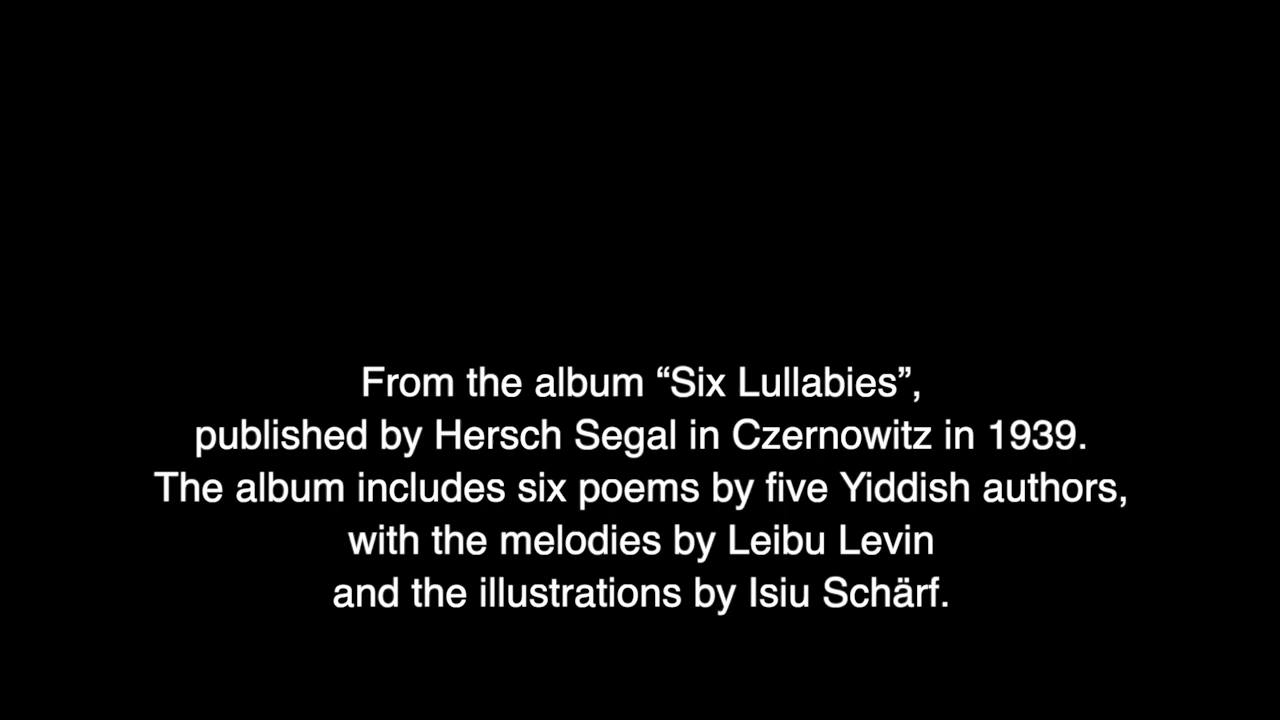 From the album “Six Lullabies”,
published by Hersch Segal in Czernowitz in 1939.
The album includes six poems by five Yiddish authors,
with the melodies by Leibu Levin
and the illustrations by Isiu Schärf.